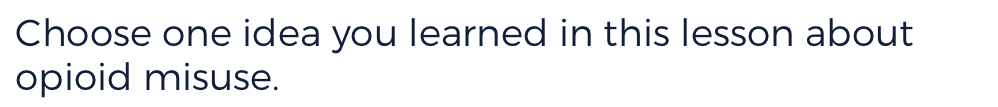 Choose one idea you learned in this lesson about
opioid misuse.